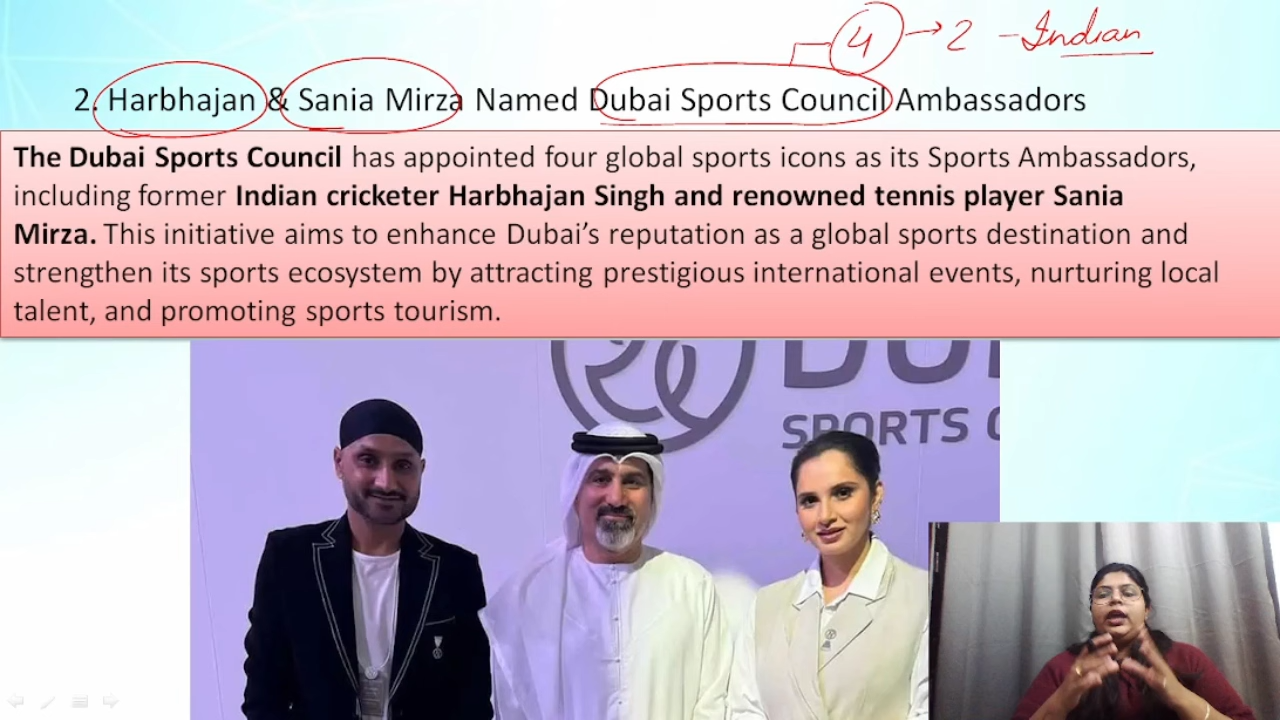 4 → 2 - Indian
2. Harbhajan & Sania Mirza Named Dubai Sports Council Ambassadors
The Dubai Sports Council has appointed four global sports icons as its Sports Ambassadors,
including former Indian cricketer Harbhajan Singh and renowned tennis player Sania
Mirza. This initiative aims to enhance Dubai’s reputation as a global sports destination and
strengthen its sports ecosystem by attracting prestigious international events, nurturing local
talent, and promoting sports tourism.
SPORTS